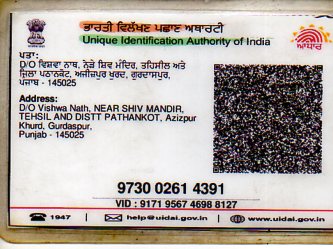 ਭਾਰਤੀ ਵਿਲੱਖਣ ਪਛਾਣ ਅਥਾਰਟੀ
Unique Identification Authority of India
ਆਧਾਰ
ਪਤਾ:
D/O ਵਿਸ਼ਵਾ ਨਾਥ, ਨੇੜੇ ਸ਼ਿਵ ਮੰਦਿਰ, ਤਹਿਸੀਲ ਅਤੇ
ਜ਼ਿਲਾ ਪਠਾਨਕੋਟ, ਅਜ਼ੀਜ਼ਪੁਰ ਖੁਰਦ, ਗੁਰਦਾਸਪੁਰ,
ਪੰਜਾਬ - 145025
Address:
D/O Vishwa Nath, NEAR SHIV MANDIR,
TEHSIL AND DISTT PATHANKOT, Azizpur
Khurd, Gurdaspur,
Punjab - 145025
9730 0261 4391
VID : 9171 9567 4698 8127
1947
help@uidai.gov.in
www.uidai.gov.in